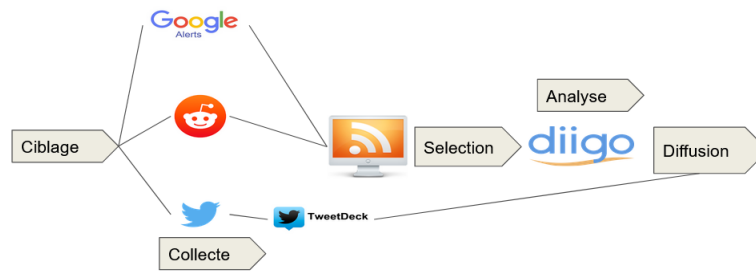 Google
Alerts
Ciblage
Selection
Analyse
diigo
Diffusion
TweetDeck
Collecte